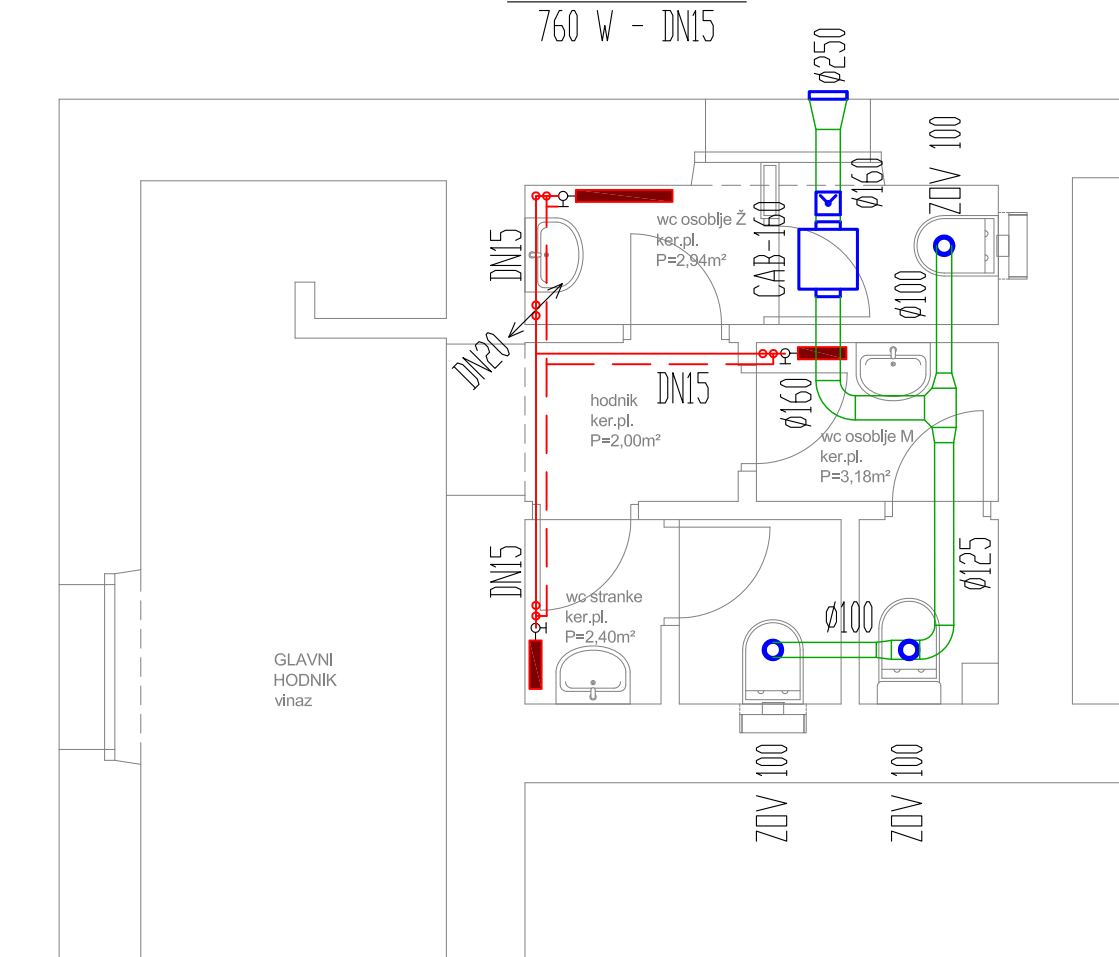 760 W - DN15
ø250
ZOV 100
ø160
wc osoblje Ž
ker.pl.
P=2,94m²
CAB-160
DN15
ø100
DN20
DN15
ø160
hodnik
ker.pl.
P=2,00m²
wc osoblje M
ker.pl.
P=3,18m²
DN15
ø125
wc stranke
ker.pl.
P=2,40m²
ø100
GLAVNI
HODNIK
vinaz
ZOV 100
ZOV 100